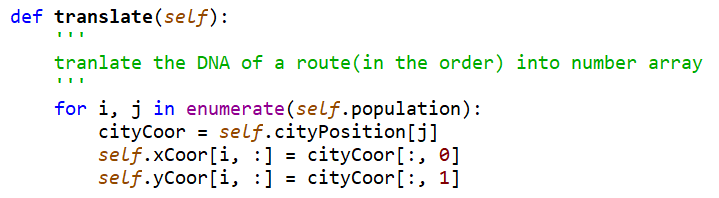 def translate(self):
    '''
    tranlate the DNA of a route(in the order) into number array
    '''
    for i, j in enumerate(self.population):
        cityCoor = self.cityPosition[j]
        self.xCoor[i, :] = cityCoor[:, 0]
        self.yCoor[i, :] = cityCoor[:, 1]